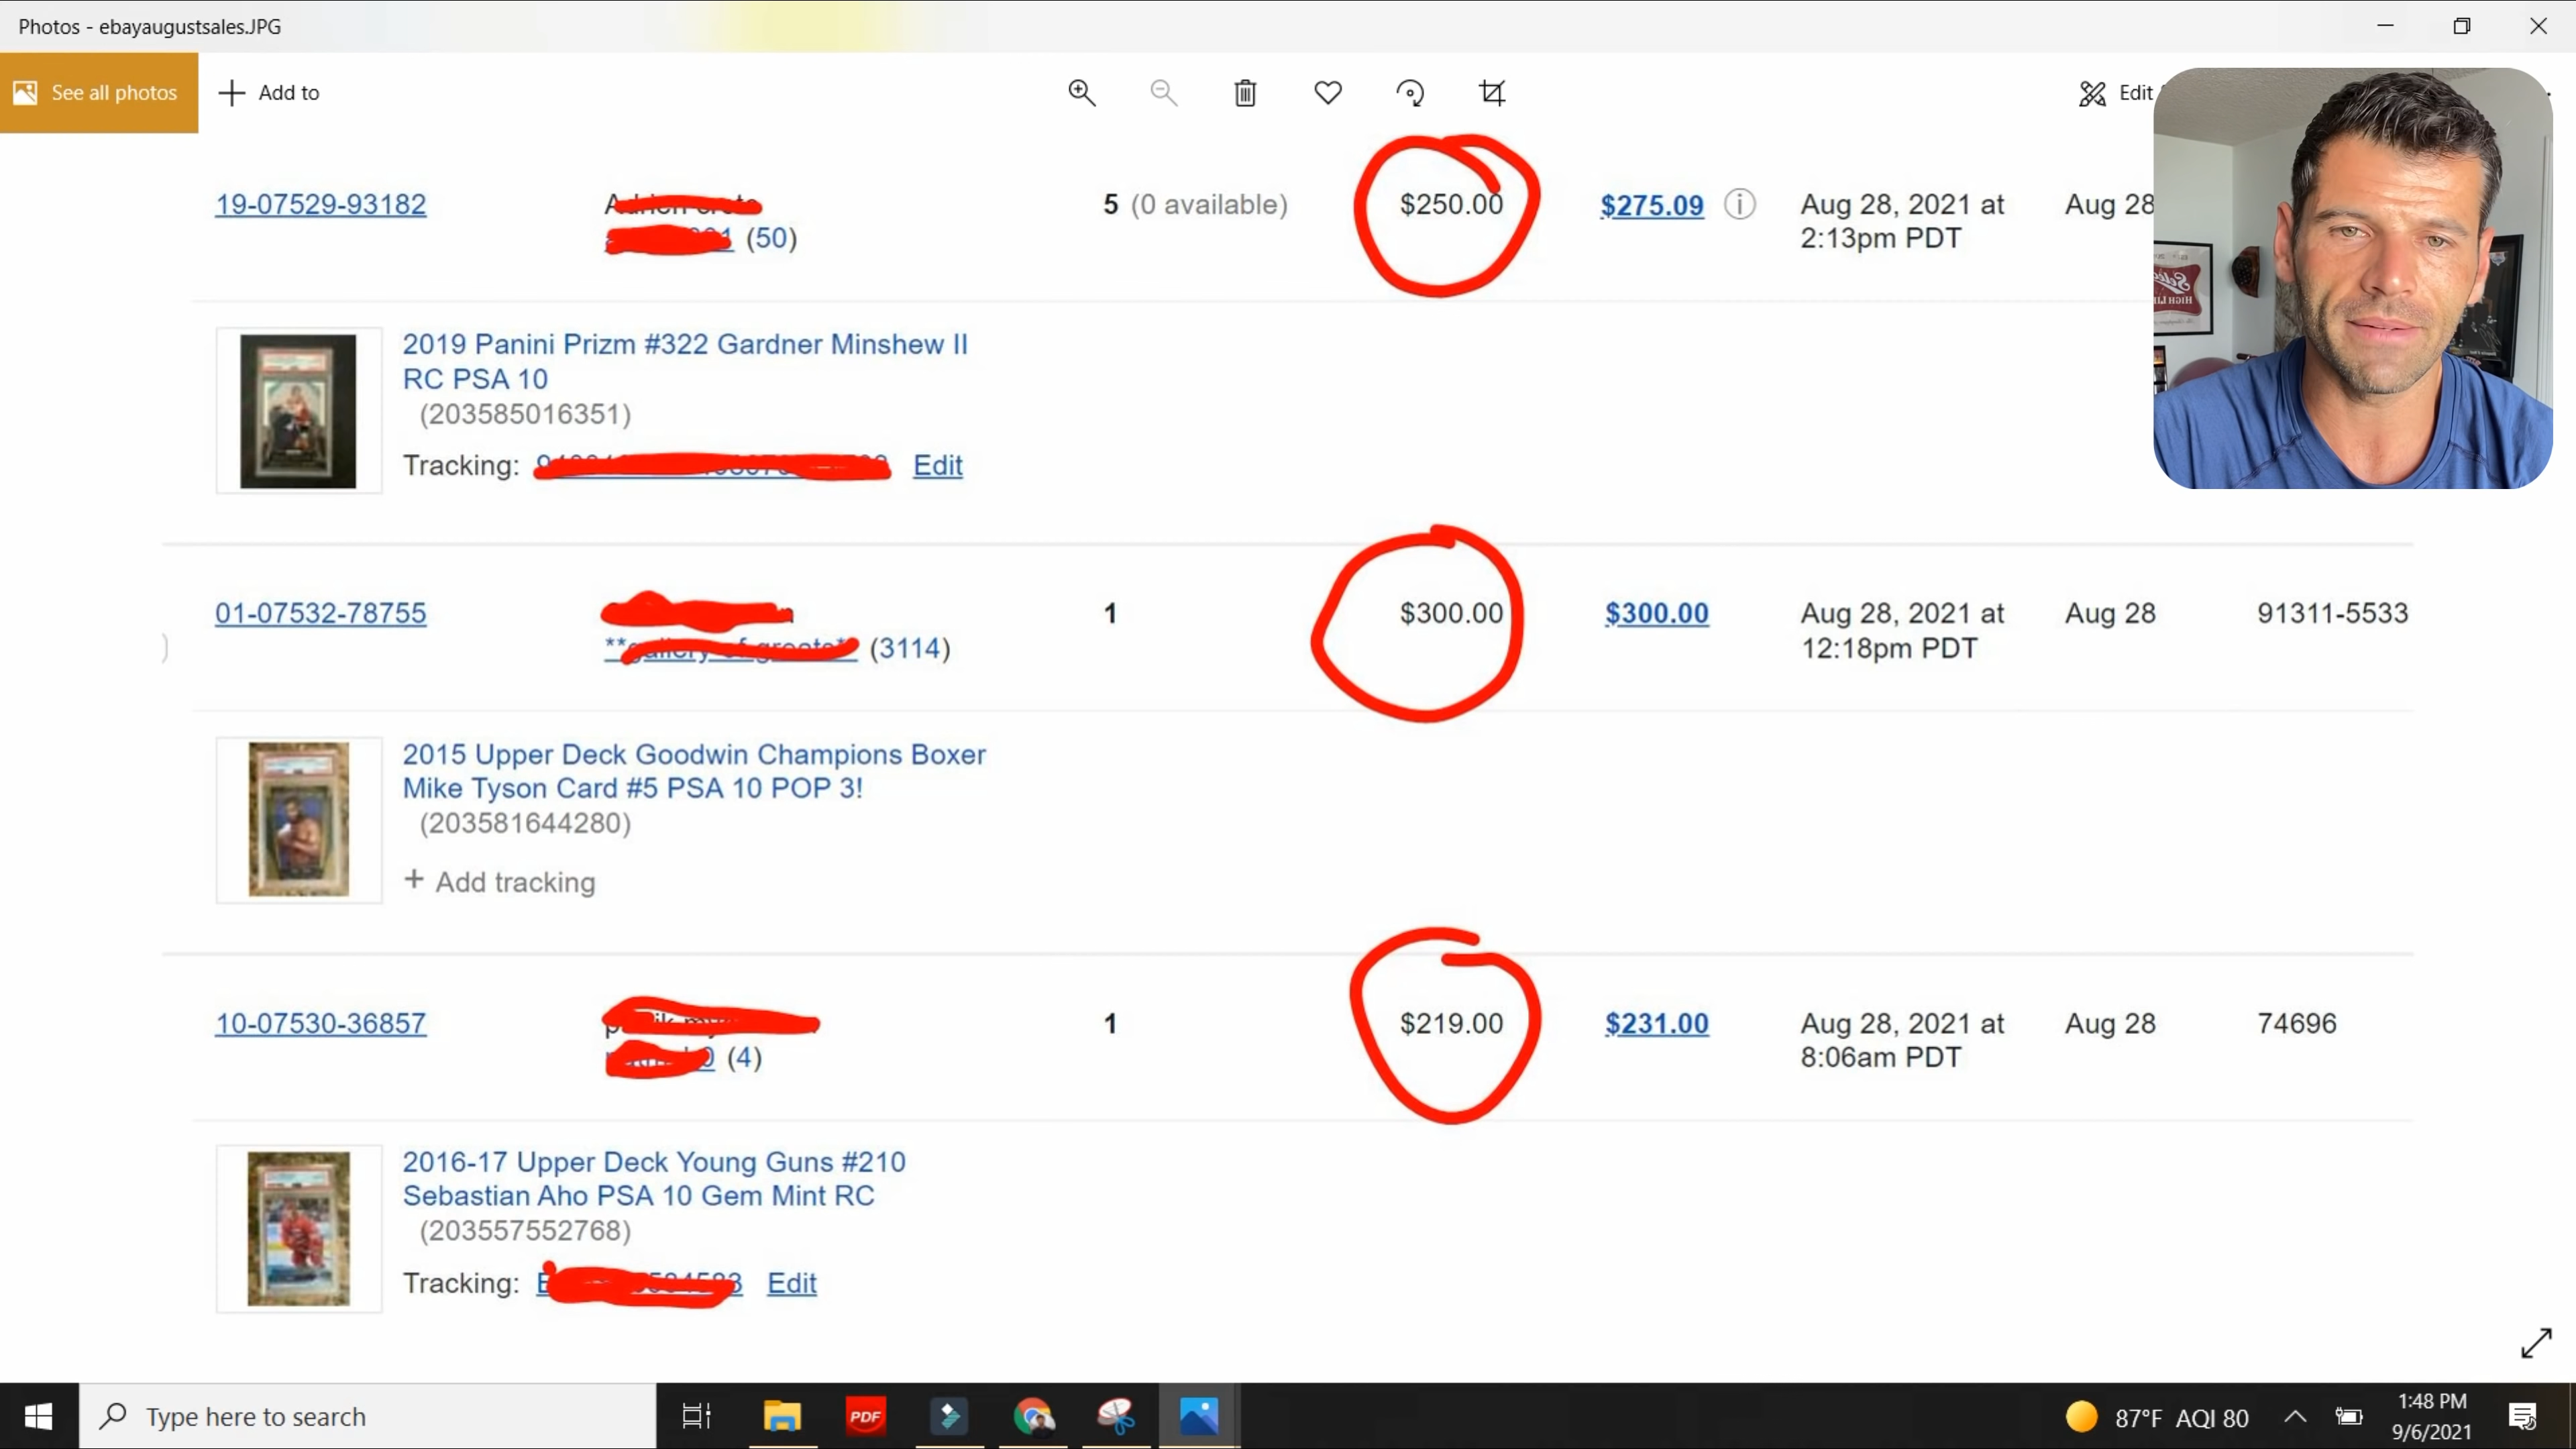 Photos - ebayaugustsales.JPG
See all photos
Add to
Edit
19-07529-93182
5 (0 available)
$250.00
$275.09
Aug 28, 2021 at
2:13pm PDT
Aug 28
(50)
2019 Panini Prizm #322 Gardner Minshew II
RC PSA 10
(203585016351)
Tracking:
Edit
HIGH LI
01-07532-78755
1
$300.00
$300.00
Aug 28, 2021 at
12:18pm PDT
Aug 28
91311-5533
(3114)
2015 Upper Deck Goodwin Champions Boxer
Mike Tyson Card #5 PSA 10 POP 3!
(203581644280)
+ Add tracking
10-07530-36857
1
$219.00
$231.00
Aug 28, 2021 at
8:06am PDT
Aug 28
74696
(4)
2016-17 Upper Deck Young Guns #210
Sebastian Aho PSA 10 Gem Mint RC
(203557552768)
Tracking:
Edit
Type here to search
PDF
87°F AQI 80
1:48 PM
9/6/2021